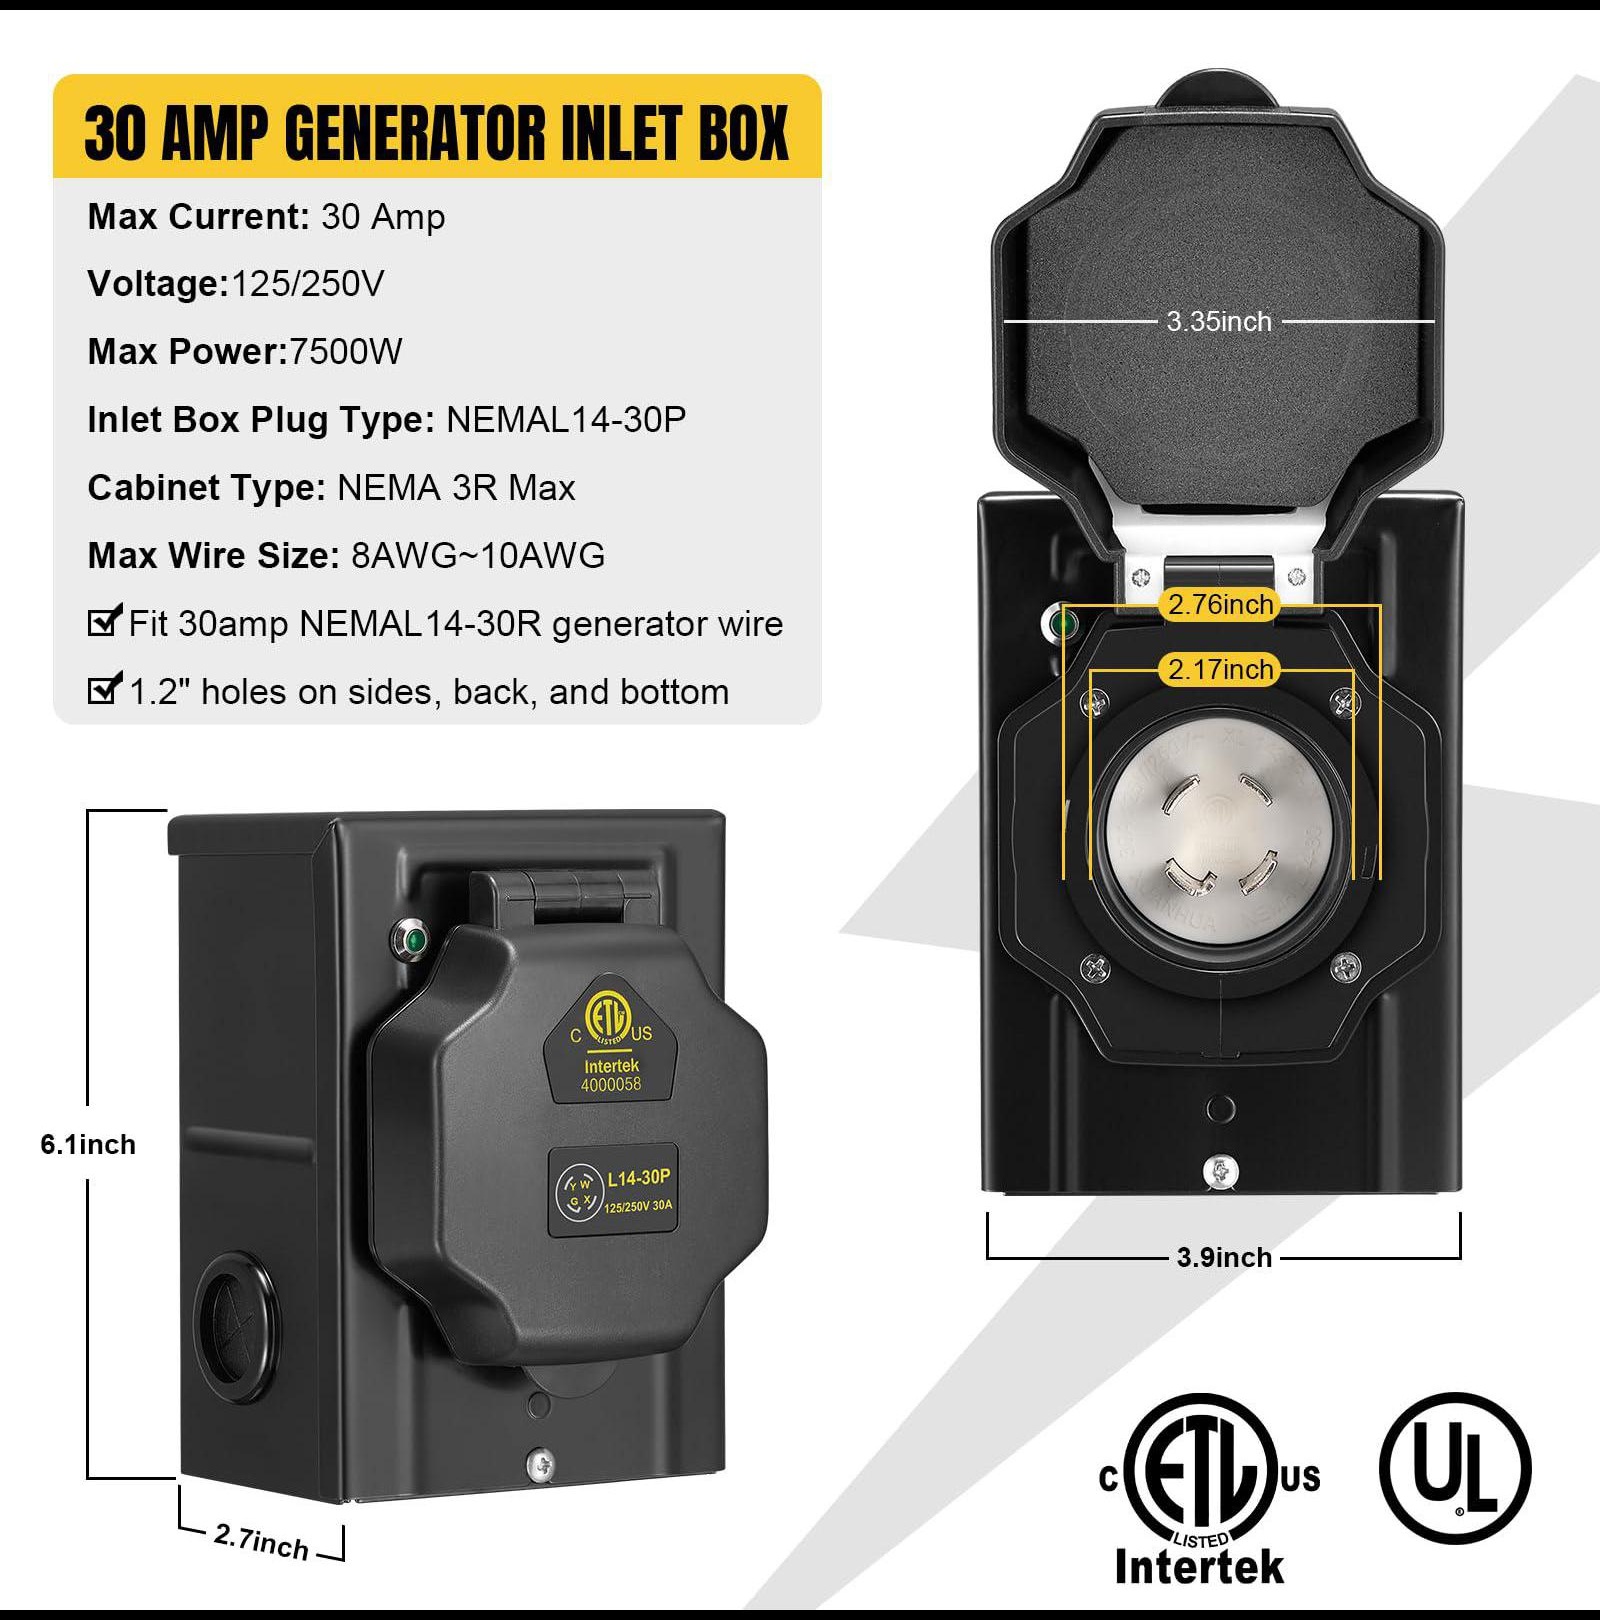 30 AMP GENERATOR INLET BOX
Max Current: 30 Amp
Voltage:125/250V
Max Power:7500W
Inlet Box Plug Type: NEMAL14-30P
Cabinet Type: NEMA 3R Max
Max Wire Size: 8AWG~10AWG
Fit 30amp NEMAL14-30R generator wire
1.2" holes on sides, back, and bottom
3.35inch
2.76inch
2.17inch
3.9inch
6.1inch
2.7inch
C ETL US
LISTED
Intertek
4000058
Y W
G X
L14-30P
125/250V 30A
C ETL US
LISTED
Intertek
UL
®